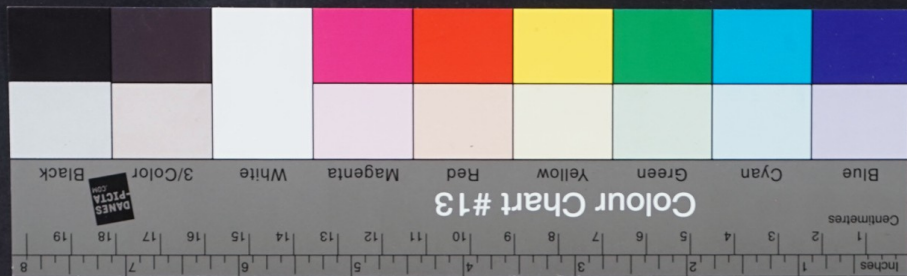 Inches 1 2 3 4 5 6 7 8
1 2 3 4 5 6 7 8 9 10 11 12 13 14 15 16 17 18 19
Centimetres
Colour Chart #13
DANES
-PICTA
.COM
Blue Cyan Green Yellow Red Magenta White 3/Color Black